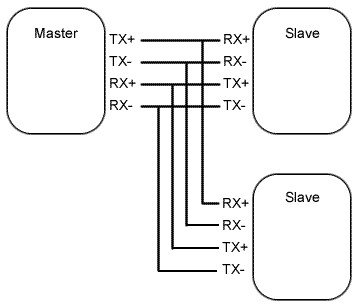 Master
TX+
TX-
RX+
RX-
RX+
RX-
TX+
TX-
Slave
RX+
RX-
TX+
TX-
Slave